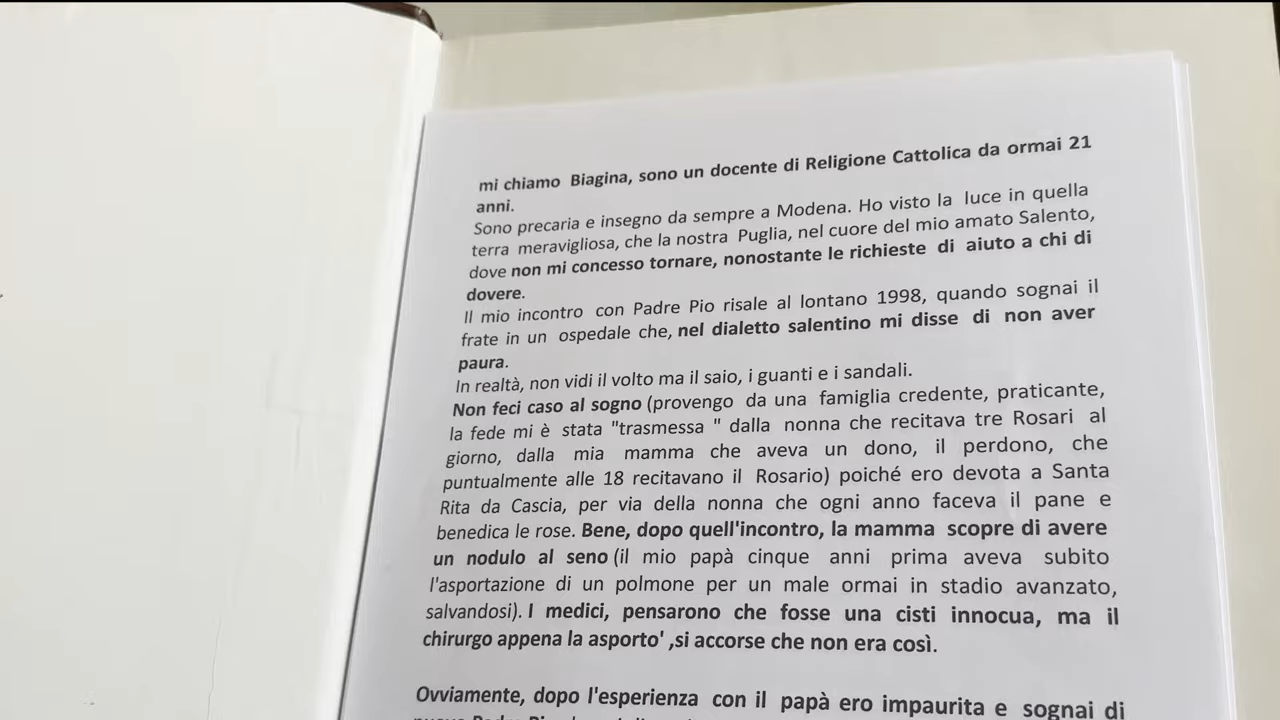 mi chiamo Biagina, sono un docente di Religione Cattolica da ormai 21
anni.
Sono precaria e insegno da sempre a Modena. Ho visto la luce in quella
terra meravigliosa, che la nostra Puglia, nel cuore del mio amato Salento,
dove non mi concesso tornare, nonostante le richieste di aiuto a chi di
dovere.
Il mio incontro con Padre Pio risale al lontano 1998, quando sognai il
frate in un ospedale che, nel dialetto salentino mi disse di non aver
paura.
In realtà, non vidi il volto ma il saio, i guanti e i sandali.
Non feci caso al sogno (provengo da una famiglia credente, praticante,
la fede mi è stata "trasmessa " dalla nonna che recitava tre Rosari al
giorno, dalla mia mamma che aveva un dono, il perdono, che
puntualmente alle 18 recitavano il Rosario) poiché ero devota a Santa
Rita da Cascia, per via della nonna che ogni anno faceva il pane e
benedica le rose. Bene, dopo quell'incontro, la mamma scopre di avere
un nodulo al seno (il mio papà cinque anni prima aveva subito
l'asportazione di un polmone per un male ormai in stadio avanzato,
salvandosi). I medici, pensarono che fosse una cisti innocua, ma il
chirurgo appena la asporto' ,si accorse che non era così.
Ovviamente, dopo l'esperienza con il papà ero impaurita e sognai di